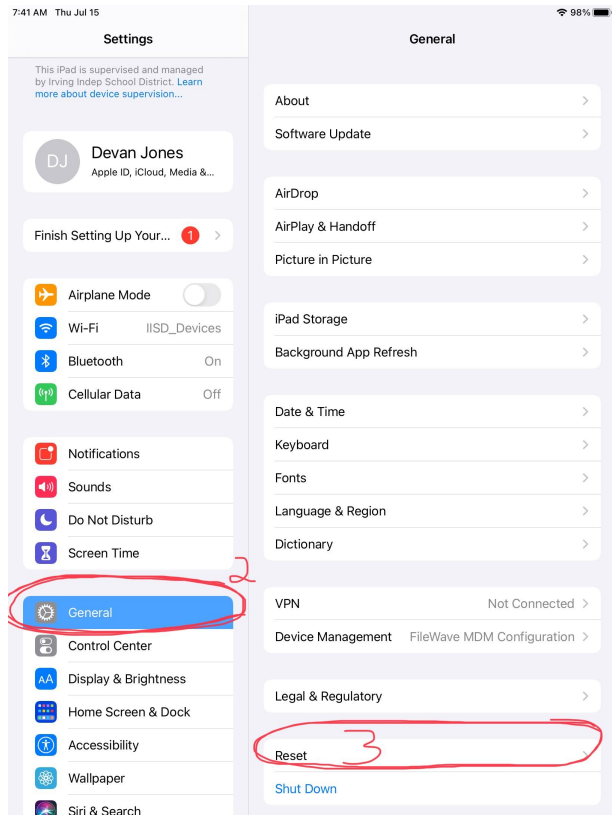 7:41 AM Thu Jul 15
98%
Settings
This iPad is supervised and managed
by Irving Indep School District. Learn
more about device supervision...
DJ
Devan Jones
Apple ID, iCloud, Media &...
Finish Setting Up Your...
1
Airplane Mode
Wi-Fi IISD_Devices
Bluetooth On
Cellular Data Off
Notifications
Sounds
Do Not Disturb
Screen Time
2
General
Control Center
AA Display & Brightness
Home Screen & Dock
Accessibility
Wallpaper
Siri & Search
General
About
Software Update
AirDrop
AirPlay & Handoff
Picture in Picture
iPad Storage
Background App Refresh
Date & Time
Keyboard
Fonts
Language & Region
Dictionary
VPN Not Connected
Device Management FileWave MDM Configuration
Legal & Regulatory
Reset 3
Shut Down